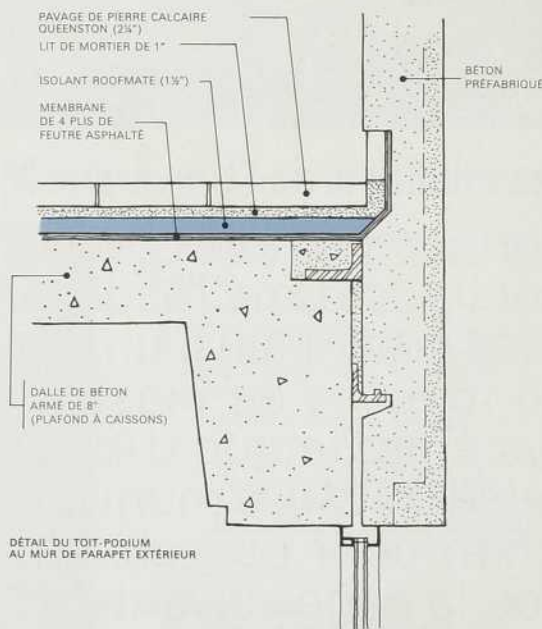 PAVAGE DE PIERRE CALCAIRE
QUEENSTON (2¼")
LIT DE MORTIER DE 1"
ISOLANT ROOFMATE (1½")
MEMBRANE
DE 4 PLIS DE
FEUTRE ASPHALTÉ
BÉTON
PRÉFABRIQUÉ
DALLE DE BÉTON
ARMÉ DE 8"
(PLAFOND À CAISSONS)
DÉTAIL DU TOIT-PODIUM
AU MUR DE PARAPET EXTÉRIEUR